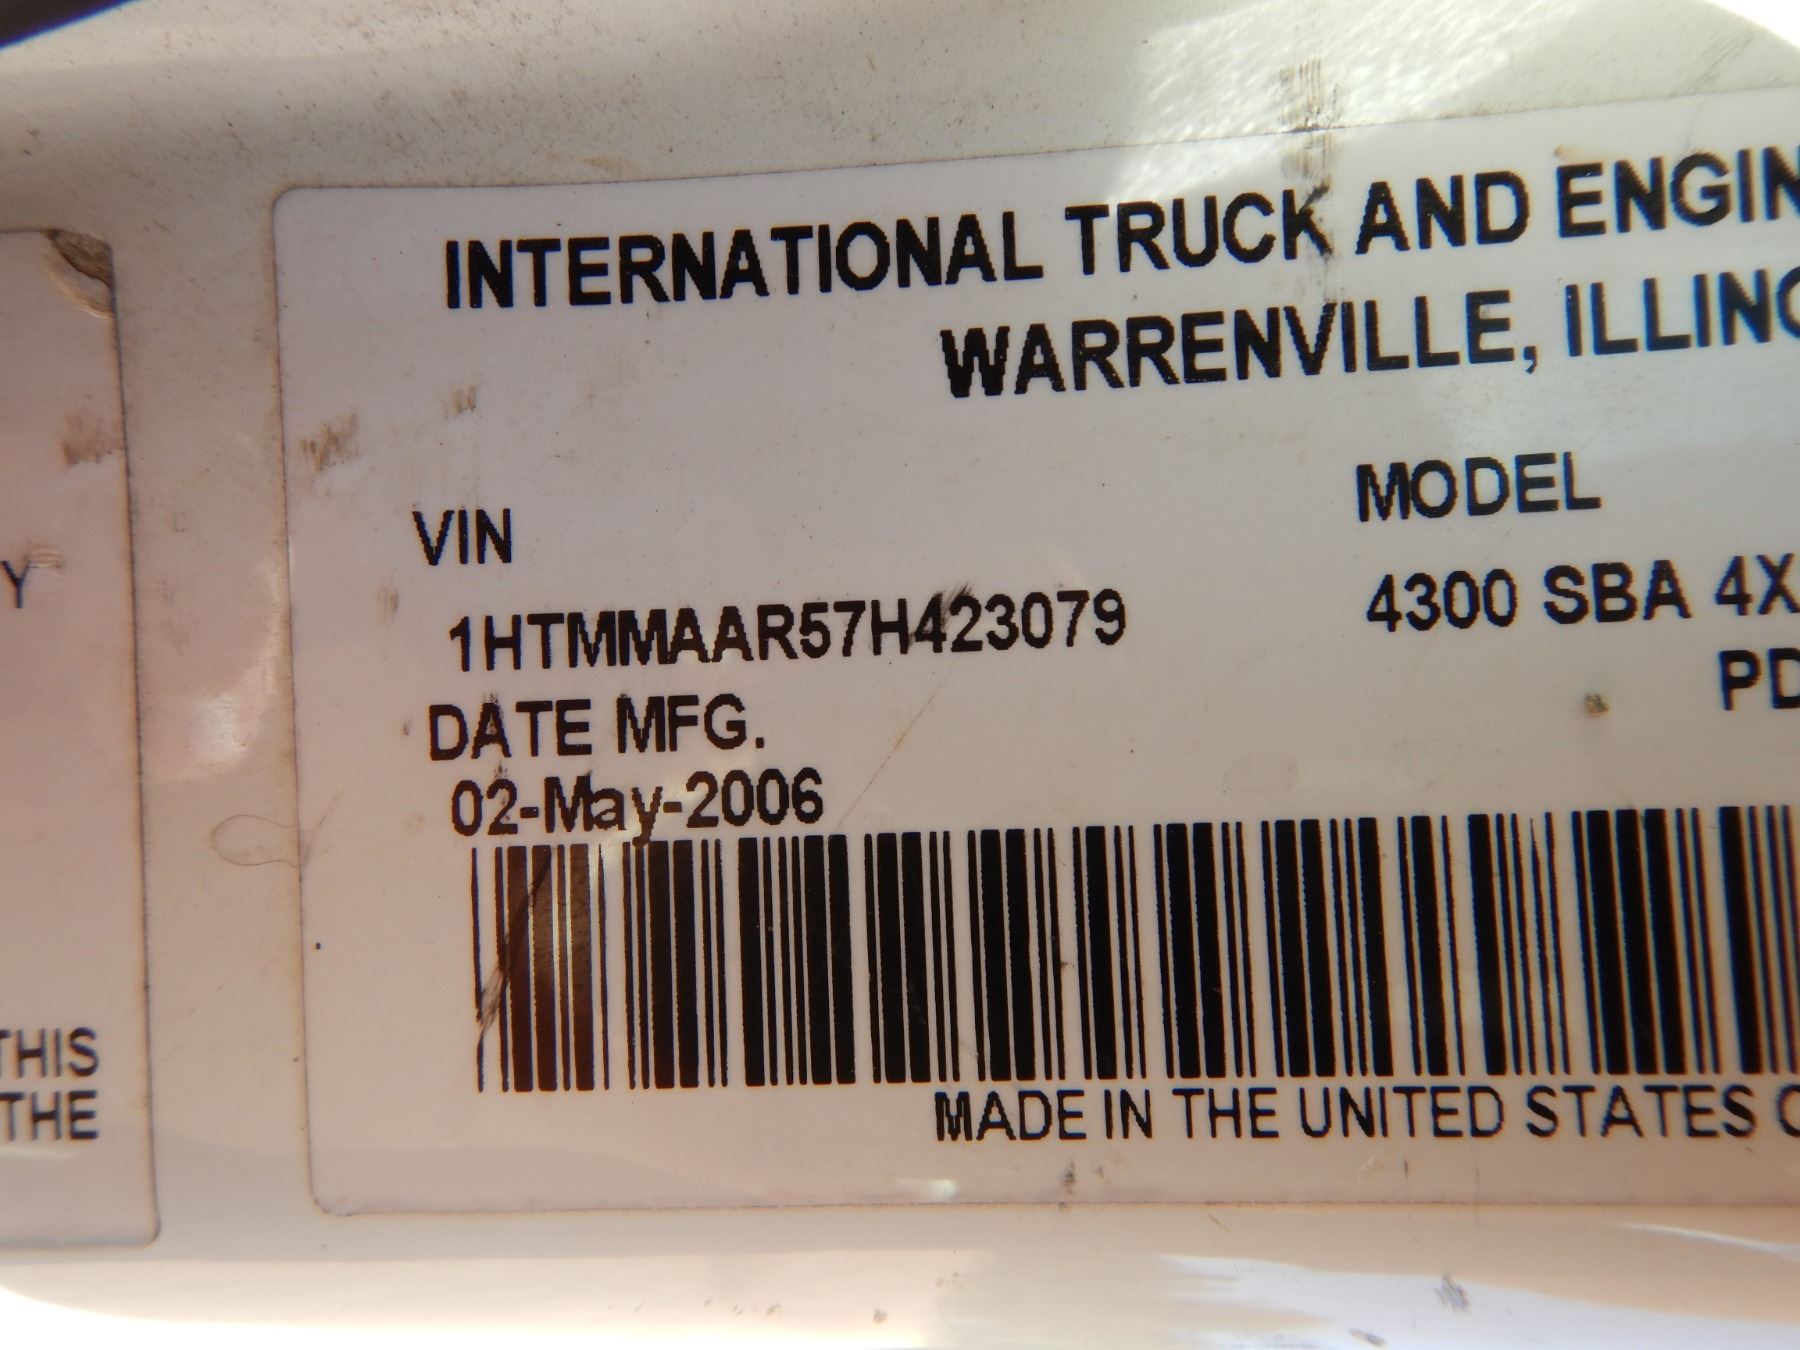 INTERNATIONAL TRUCK AND ENGIN
WARRENVILLE, ILLINO
VIN
MODEL
1HTMMAAR57H423079
4300 SBA 4X
PD
DATE MFG.
02-May-2006
MADE IN THE UNITED STATES O
Y
THIS
THE